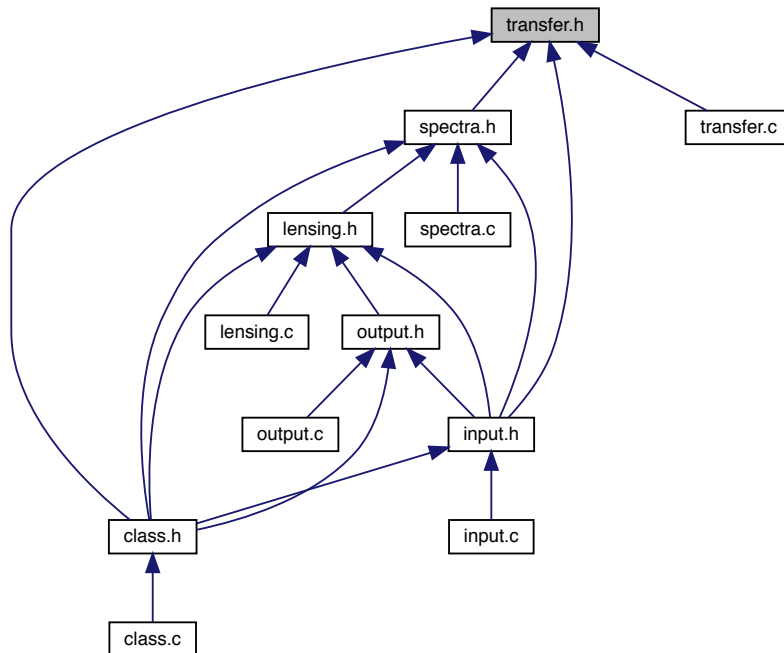 transfer.h
spectra.h
transfer.c
lensing.h
spectra.c
lensing.c
output.h
output.c
input.h
class.h
input.c
class.c